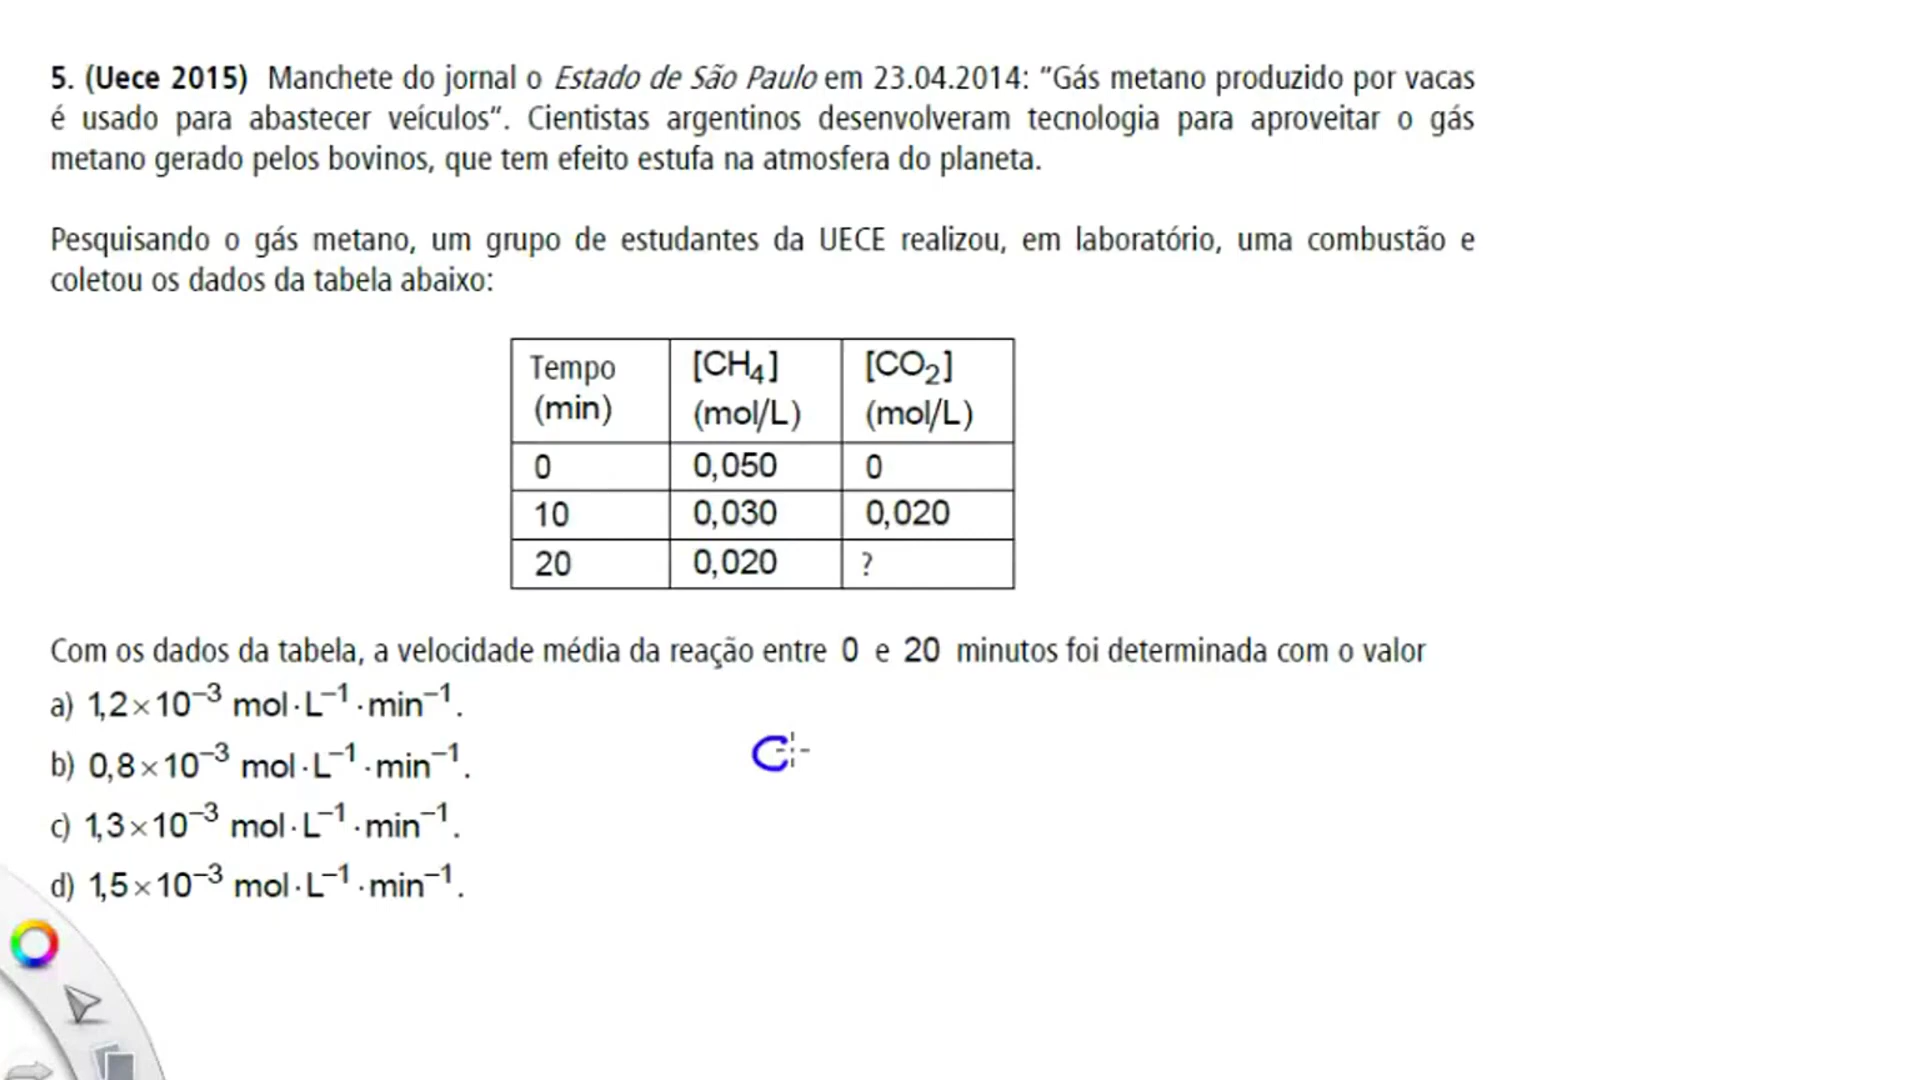 5. (Uece 2015) Manchete do jornal o Estado de São Paulo em 23.04.2014: "Gás metano produzido por vacas
é usado para abastecer veículos". Cientistas argentinos desenvolveram tecnologia para aproveitar o gás
metano gerado pelos bovinos, que tem efeito estufa na atmosfera do planeta.
Pesquisando o gás metano, um grupo de estudantes da UECE realizou, em laboratório, uma combustão e
coletou os dados da tabela abaixo:
Tempo (min) [CH₄] (mol/L) [CO₂] (mol/L)
0 0,050 0
10 0,030 0,020
20 0,020 ?
Com os dados da tabela, a velocidade média da reação entre 0 e 20 minutos foi determinada com o valor
a) 1,2×10⁻³ mol·L⁻¹·min⁻¹.
b) 0,8×10⁻³ mol·L⁻¹·min⁻¹.
c) 1,3×10⁻³ mol·L⁻¹·min⁻¹.
d) 1,5×10⁻³ mol·L⁻¹·min⁻¹.
C